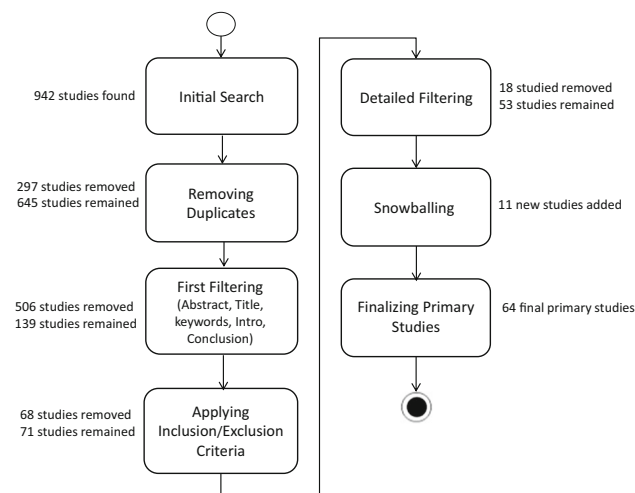 942 studies found
Initial Search
297 studies removed
645 studies remained
Removing
Duplicates
506 studies removed
139 studies remained
First Filtering
(Abstract, Title,
keywords, Intro,
Conclusion)
68 studies removed
71 studies remained
Applying
Inclusion/Exclusion
Criteria
Detailed Filtering
18 studied removed
53 studies remained
Snowballing
11 new studies added
Finalizing Primary
Studies
64 final primary studies